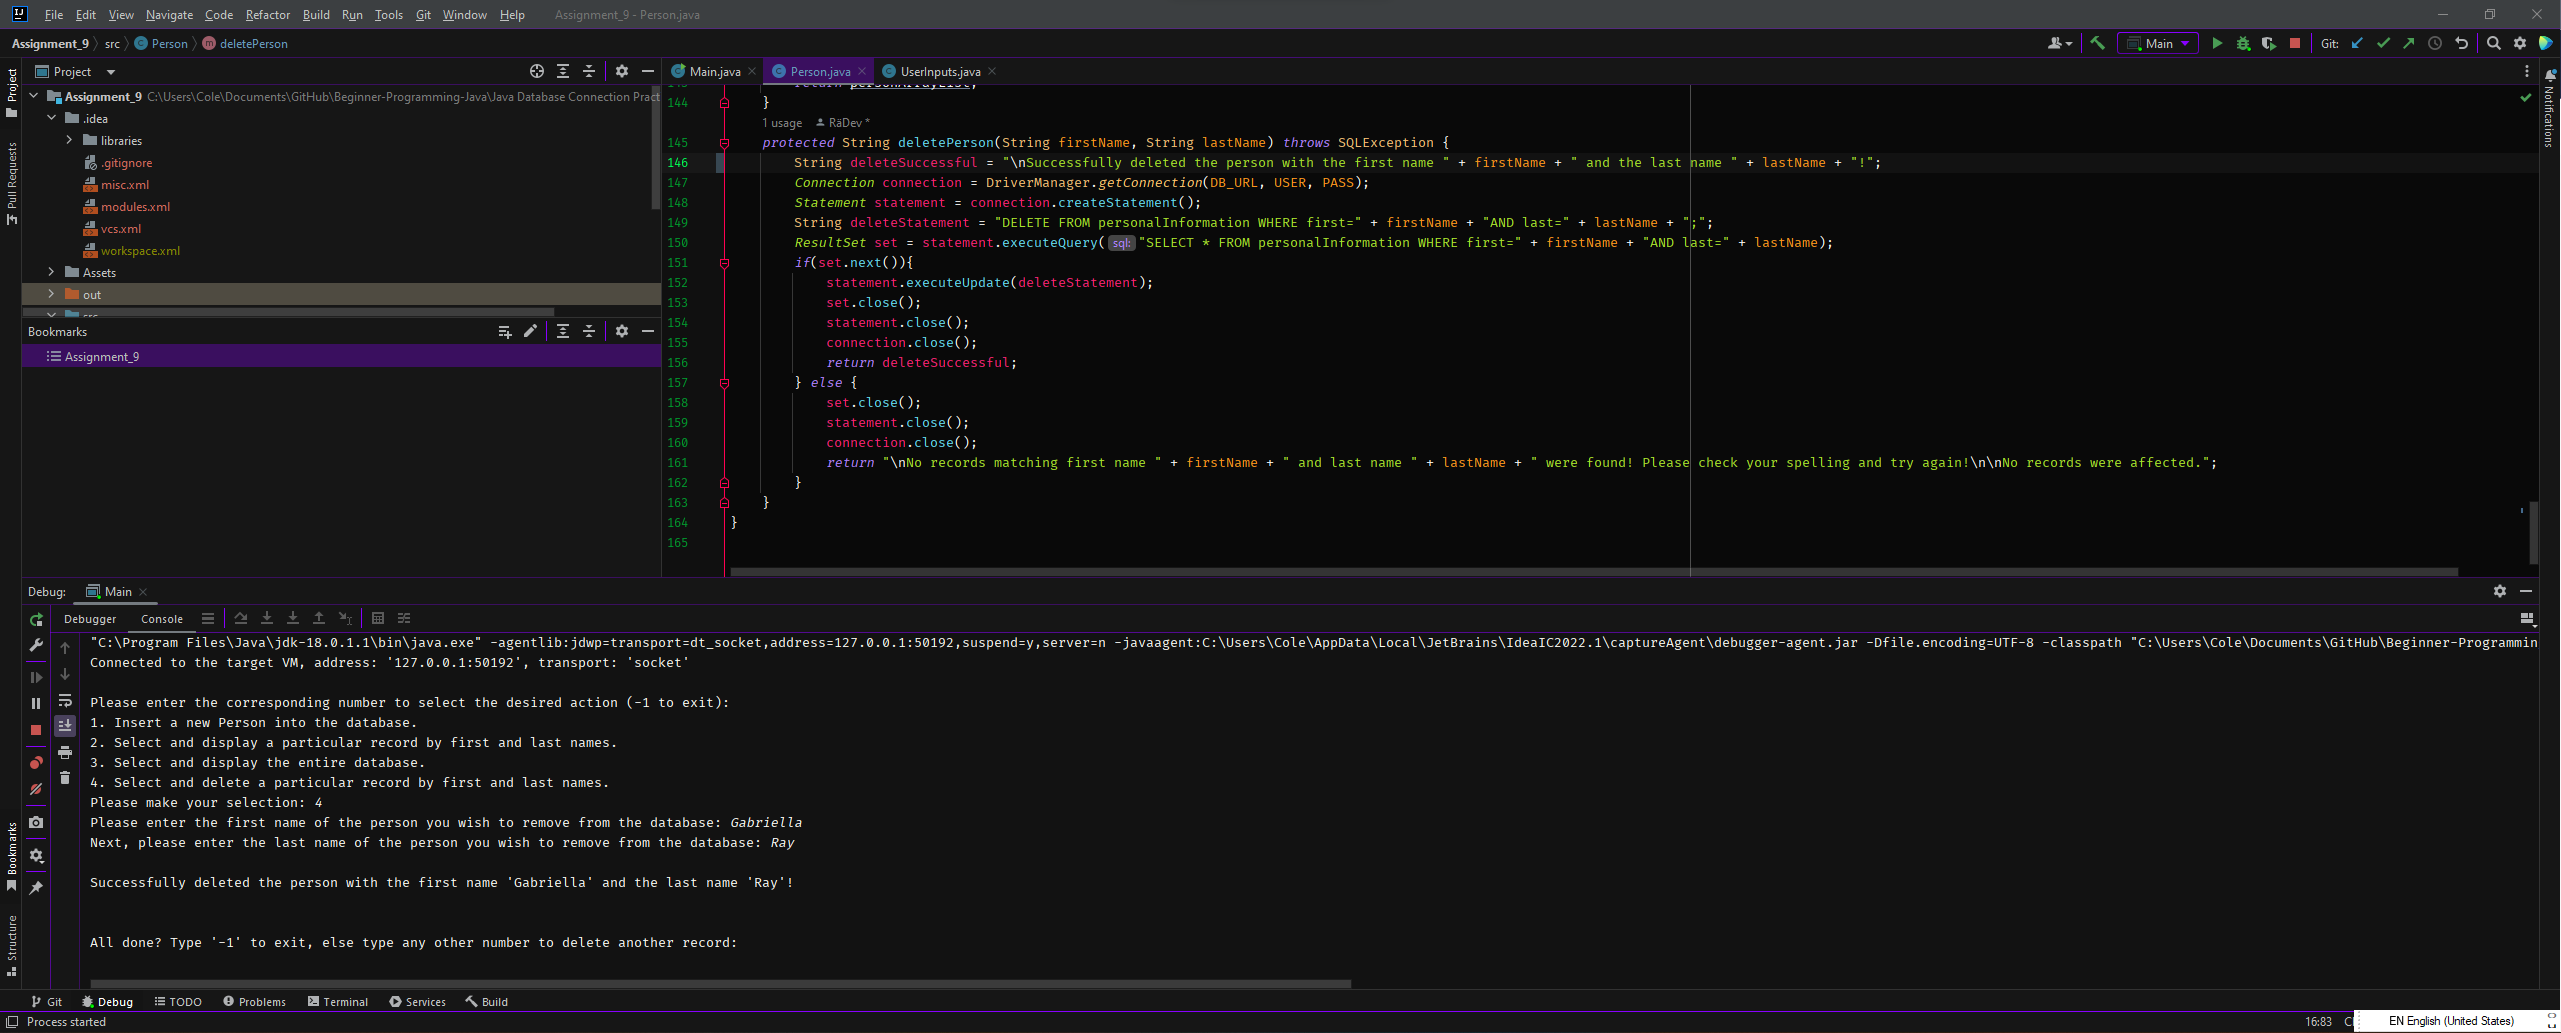 File Edit View Navigate Code Refactor Build Run Tools Git Window Help Assignment_9 - Person.java
Assignment_9 src Person deletePerson Main Git:
Project
Main.java Person.java UserInputs.java
Assignment_9 C:\Users\Cole\Documents\GitHub\Beginner-Programming-Java\Java Database Connection Pract
.idea
libraries
.gitignore
misc.xml
modules.xml
vcs.xml
workspace.xml
Assets
out
src
Bookmarks
Assignment_9
Project
Pull Requests
Bookmarks
Structure
Notifications
return personArrayList;
144 }
1 usage RäDev *
145 protected String deletePerson(String firstName, String lastName) throws SQLException {
146 String deleteSuccessful = "\nSuccessfully deleted the person with the first name " + firstName + " and the last name " + lastName + "!";
147 Connection connection = DriverManager.getConnection(DB_URL, USER, PASS);
148 Statement statement = connection.createStatement();
149 String deleteStatement = "DELETE FROM personalInformation WHERE first=" + firstName + "AND last=" + lastName + ";";
150 ResultSet set = statement.executeQuery( sql: "SELECT * FROM personalInformation WHERE first=" + firstName + "AND last=" + lastName);
151 if(set.next()){
152 statement.executeUpdate(deleteStatement);
153 set.close();
154 statement.close();
155 connection.close();
156 return deleteSuccessful;
157 } else {
158 set.close();
159 statement.close();
160 connection.close();
161 return "\nNo records matching first name " + firstName + " and last name " + lastName + " were found! Please check your spelling and try again!\n\nNo records were affected.";
162 }
163 }
164 }
165
Debug: Main
Debugger Console
"C:\Program Files\Java\jdk-18.0.1.1\bin\java.exe" -agentlib:jdwp=transport=dt_socket,address=127.0.0.1:50192,suspend=y,server=n -javaagent:C:\Users\Cole\AppData\Local\JetBrains\IdeaIC2022.1\captureAgent\debugger-agent.jar -Dfile.encoding=UTF-8 -classpath "C:\Users\Cole\Documents\GitHub\Beginner-Programmin
Connected to the target VM, address: '127.0.0.1:50192', transport: 'socket'
Please enter the corresponding number to select the desired action (-1 to exit):
1. Insert a new Person into the database.
2. Select and display a particular record by first and last names.
3. Select and display the entire database.
4. Select and delete a particular record by first and last names.
Please make your selection: 4
Please enter the first name of the person you wish to remove from the database: Gabriella
Next, please enter the last name of the person you wish to remove from the database: Ray
Successfully deleted the person with the first name 'Gabriella' and the last name 'Ray'!
All done? Type '-1' to exit, else type any other number to delete another record:
Git Debug TODO Problems Terminal Services Build
Process started
16:83 EN English (United States)